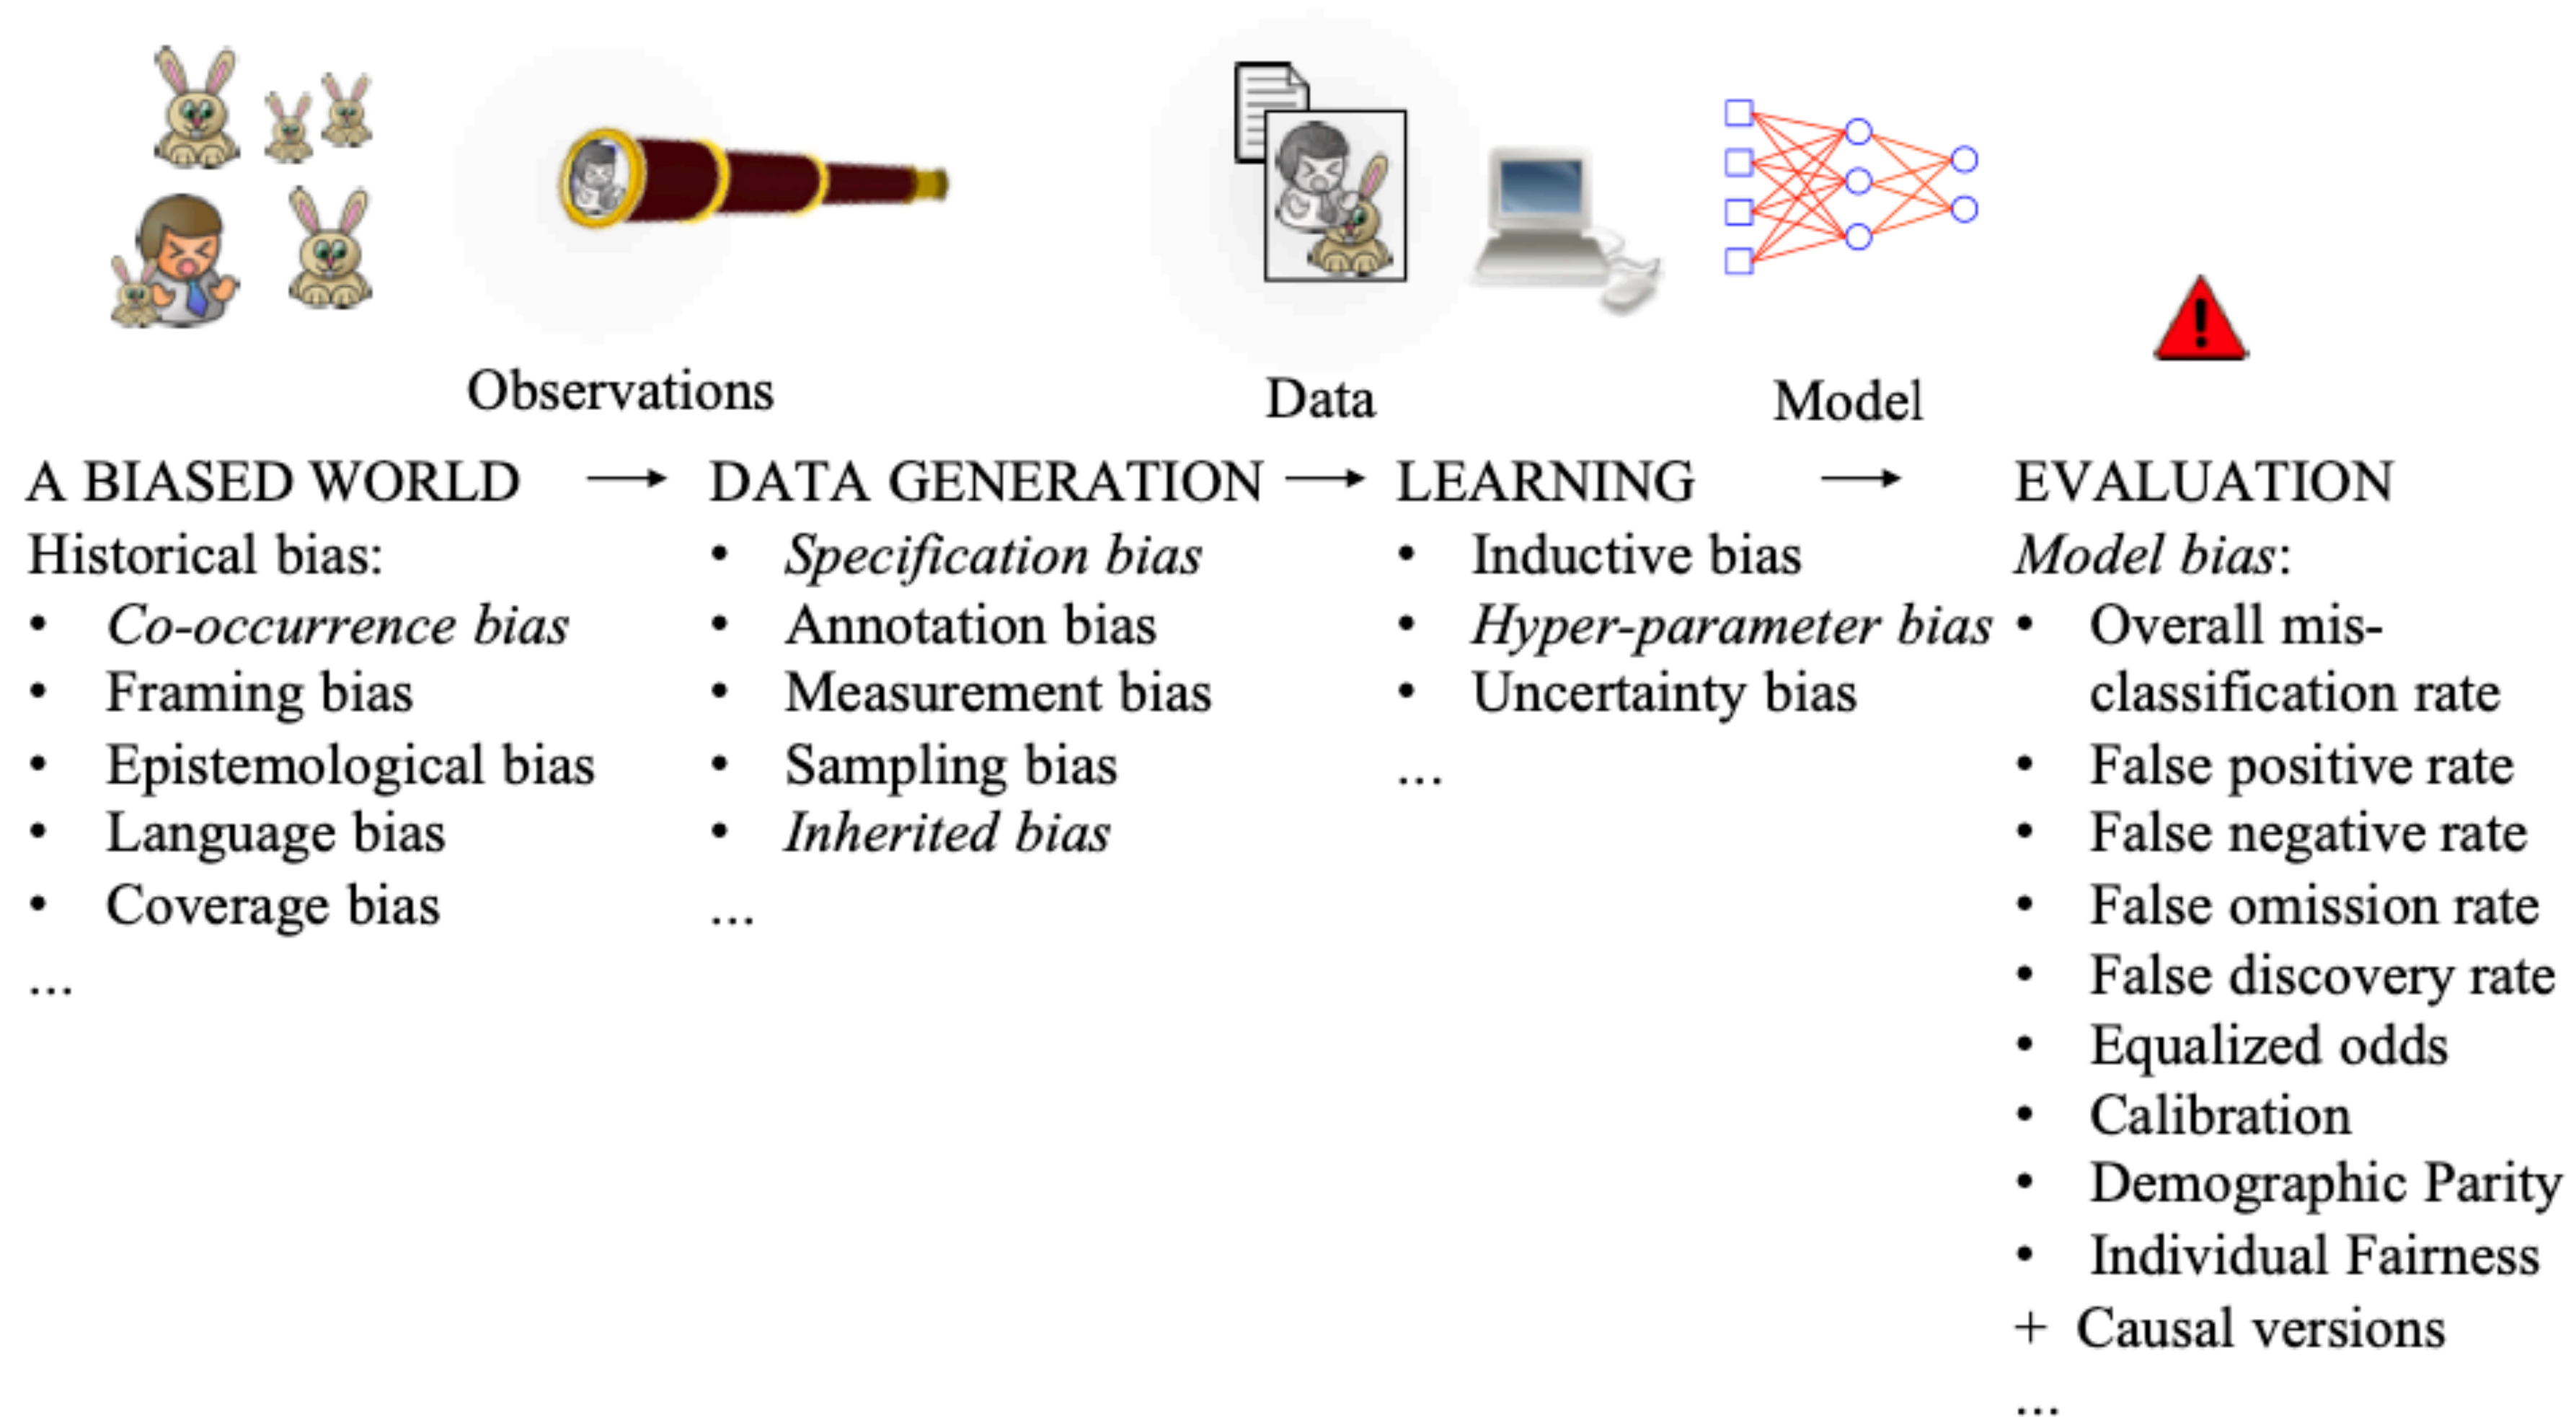 Observations
Data
Model
A BIASED WORLD → DATA GENERATION → LEARNING → EVALUATION
Historical bias:
• Co-occurrence bias
• Framing bias
• Epistemological bias
• Language bias
• Coverage bias
...
• Specification bias
• Annotation bias
• Measurement bias
• Sampling bias
• Inherited bias
...
• Inductive bias
• Hyper-parameter bias
• Uncertainty bias
...
Model bias:
• Overall mis-
classification rate
• False positive rate
• False negative rate
• False omission rate
• False discovery rate
• Equalized odds
• Calibration
• Demographic Parity
• Individual Fairness
+ Causal versions
...